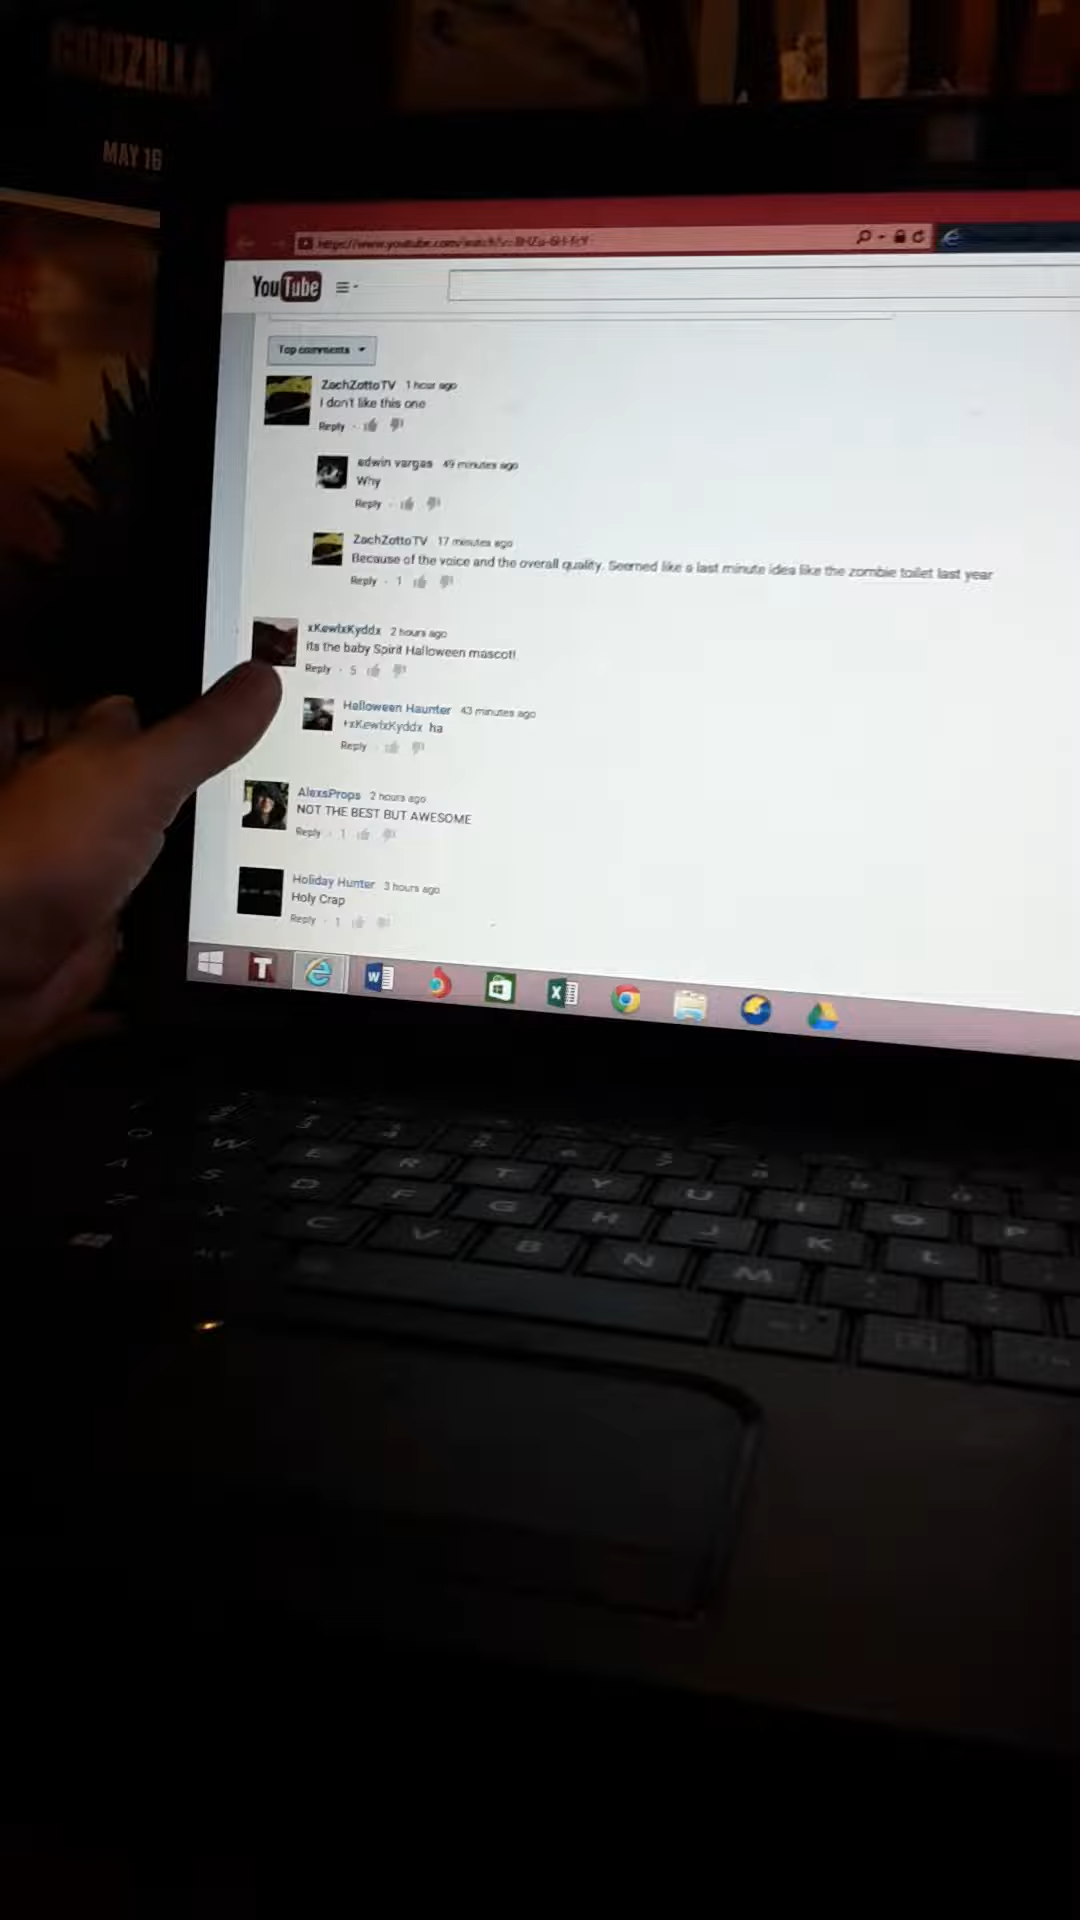 GODZILLA
MAY 16
YouTube
Top comments
ZachZottoTV 1 hour ago
I don't like this one
Reply
edwin vargas 49 minutes ago
Why
Reply
ZachZottoTV 17 minutes ago
Because of the voice and the overall quality. Seemed like a last minute idea like the zombie toilet last year
Reply · 1
xKewlxKyddx 2 hours ago
its the baby Spirit Halloween mascot!
Reply · 5
Halloween Haunter 43 minutes ago
+xKewlxKyddx ha
Reply
AlexsProps 2 hours ago
NOT THE BEST BUT AWESOME
Reply · 1
Holiday Hunter 3 hours ago
Holy Crap
Reply · 1
T
W
X
Q W E R T Y U I O P
A S D F G H J K L
Z X C V B N M